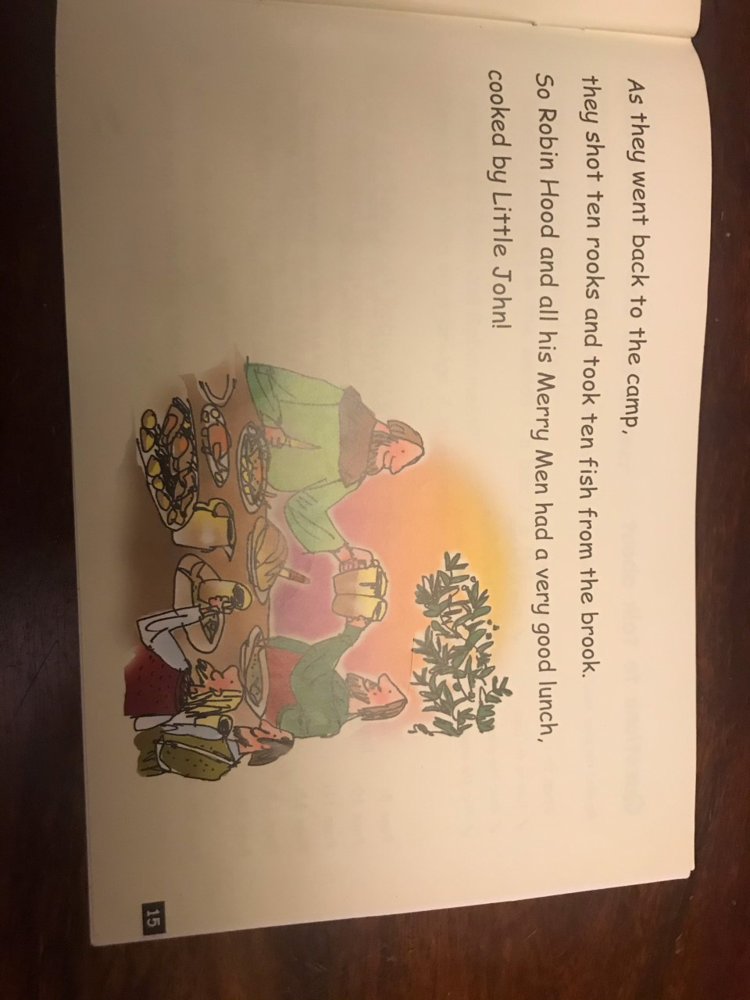 As they went back to the camp,
they shot ten rooks and took ten fish from the brook.
So Robin Hood and all his Merry Men had a very good lunch,
cooked by Little John!
15